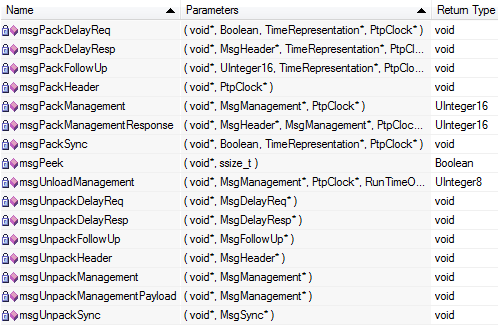 Name Parameters Return Type
msgPackDelayReq ( void*, Boolean, TimeRepresentation*, PtpClock* ) void
msgPackDelayResp ( void*, MsgHeader*, TimeRepresentation*, PtpCl... void
msgPackFollowUp ( void*, UInteger16, TimeRepresentation*, PtpClo... void
msgPackHeader ( void*, PtpClock* ) void
msgPackManagement ( void*, MsgManagement*, PtpClock* ) UInteger16
msgPackManagementResponse ( void*, MsgHeader*, MsgManagement*, PtpCloc... UInteger16
msgPackSync ( void*, Boolean, TimeRepresentation*, PtpClock* ) void
msgPeek ( void*, ssize_t ) Boolean
msgUnloadManagement ( void*, MsgManagement*, PtpClock*, RunTimeO... UInteger8
msgUnpackDelayReq ( void*, MsgDelayReq* ) void
msgUnpackDelayResp ( void*, MsgDelayResp* ) void
msgUnpackFollowUp ( void*, MsgFollowUp* ) void
msgUnpackHeader ( void*, MsgHeader* ) void
msgUnpackManagement ( void*, MsgManagement* ) void
msgUnpackManagementPayload ( void*, MsgManagement* ) void
msgUnpackSync ( void*, MsgSync* ) void